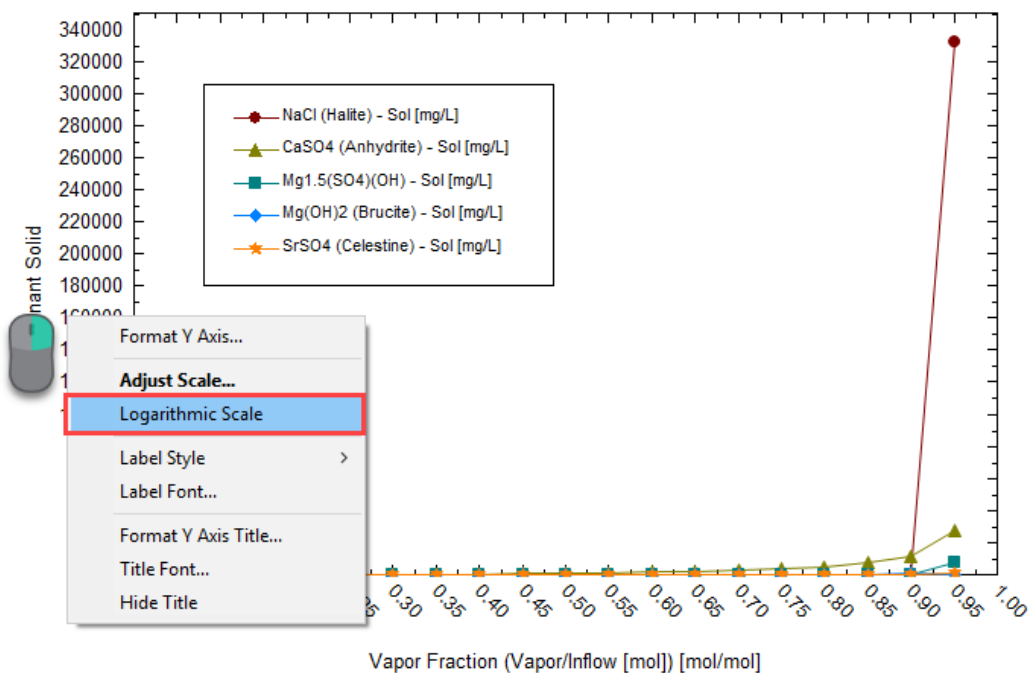 340000
320000
300000
280000
260000
240000
220000
200000
180000
160000
NaCl (Halite) - Sol [mg/L]
CaSO4 (Anhydrite) - Sol [mg/L]
Mg1.5(SO4)(OH) - Sol [mg/L]
Mg(OH)2 (Brucite) - Sol [mg/L]
SrSO4 (Celestine) - Sol [mg/L]
nant Solid
Format Y Axis...
Adjust Scale...
Logarithmic Scale
Label Style
Label Font...
Format Y Axis Title...
Title Font...
Hide Title
0.30 0.35 0.40 0.45 0.50 0.55 0.60 0.65 0.70 0.75 0.80 0.85 0.90 0.95 1.00
Vapor Fraction (Vapor/Inflow [mol]) [mol/mol]